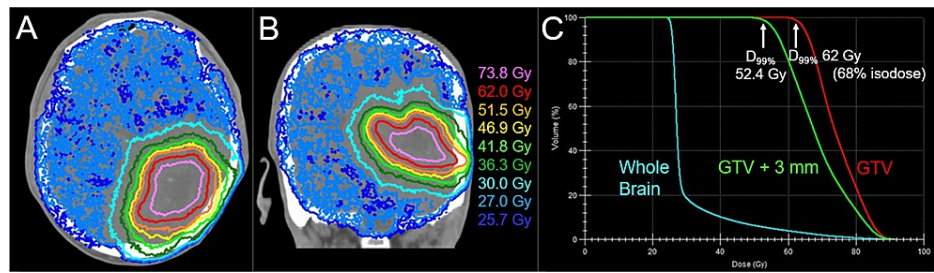 A
B
73.8 Gy
62.0 Gy
51.5 Gy
46.9 Gy
41.8 Gy
36.3 Gy
30.0 Gy
27.0 Gy
25.7 Gy
C
100
80
60
40
20
0
Volume (%)
D99%
52.4 Gy
D99% 62 Gy
(68% isodose)
Whole
Brain
GTV + 3 mm
GTV
0 20 40 60 80 100
Dose (Gy)